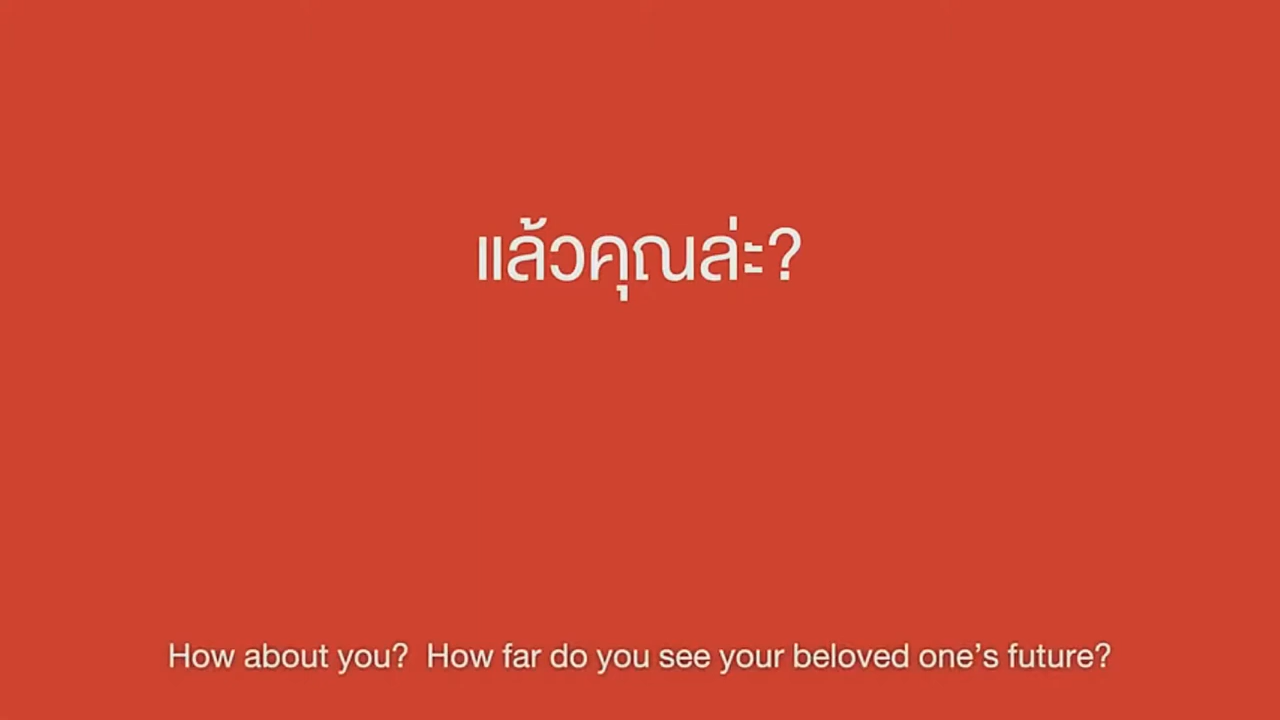 แล้วคุณล่ะ?
How about you? How far do you see your beloved one’s future?